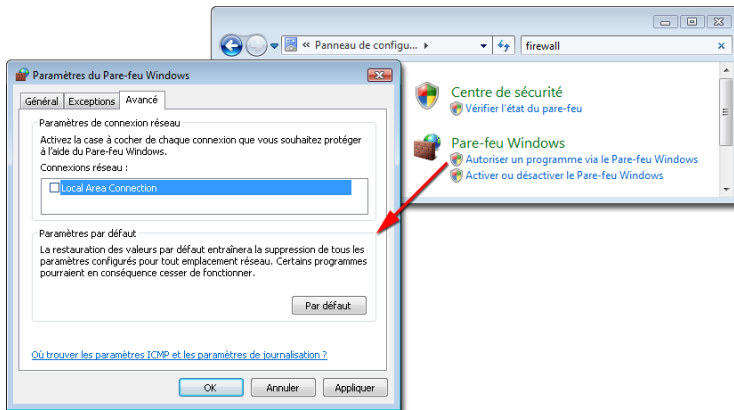 « Panneau de configu...
firewall
Centre de sécurité
Vérifier l'état du pare-feu
Pare-feu Windows
Autoriser un programme via le Pare-feu Windows
Activer ou désactiver le Pare-feu Windows
Paramètres du Pare-feu Windows
Général Exceptions Avancé
Paramètres de connexion réseau
Activez la case à cocher de chaque connexion que vous souhaitez protéger
à l'aide du Pare-feu Windows.
Connexions réseau :
Local Area Connection
Paramètres par défaut
La restauration des valeurs par défaut entraînera la suppression de tous les
paramètres configurés pour tout emplacement réseau. Certains programmes
pourraient en conséquence cesser de fonctionner.
Par défaut
Où trouver les paramètres ICMP et les paramètres de journalisation ?
OK Annuler Appliquer